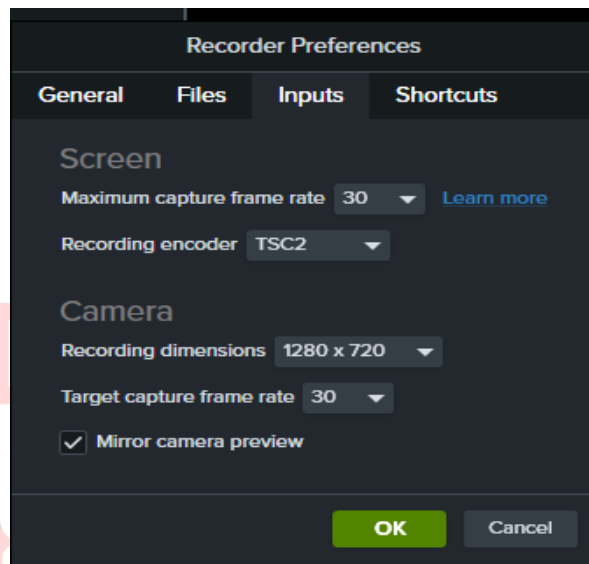 Recorder Preferences
General Files Inputs Shortcuts
Screen
Maximum capture frame rate 30 Learn more
Recording encoder TSC2
Camera
Recording dimensions 1280 x 720
Target capture frame rate 30
Mirror camera preview
OK Cancel